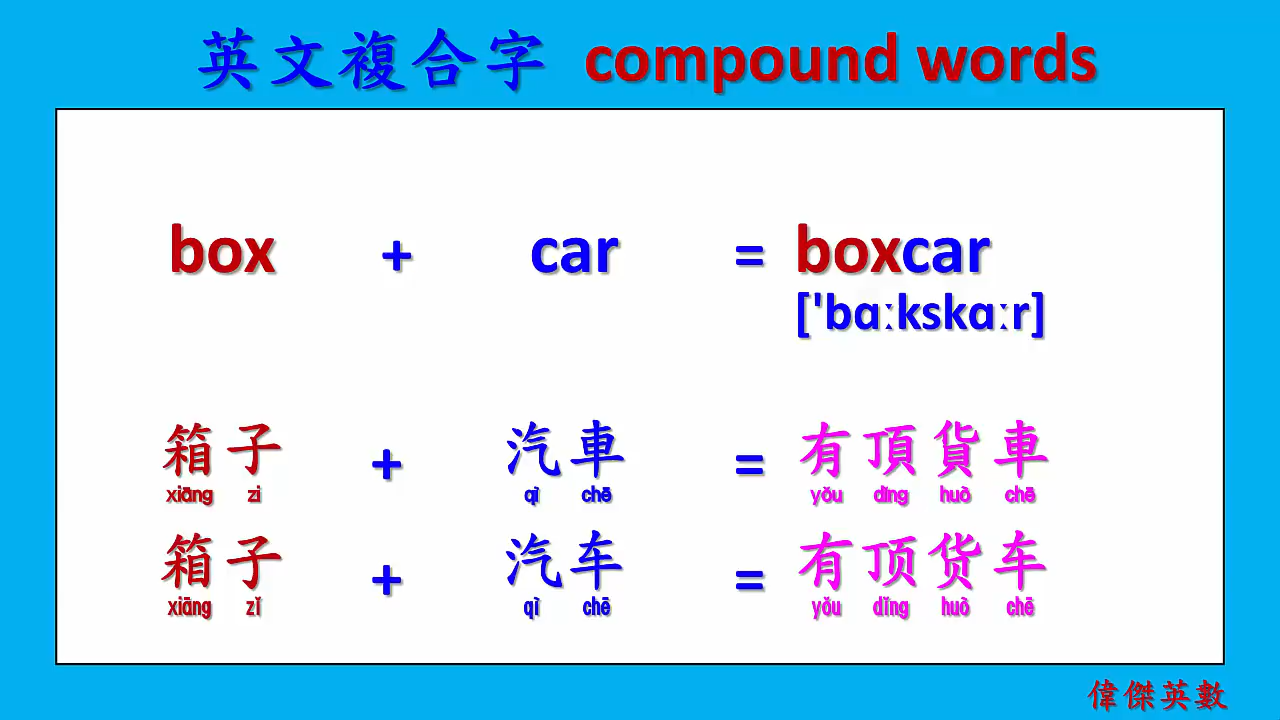 英文複合字 compound words
box + car = boxcar
['bɑːkskɑːr]
箱子 + 汽車 = 有頂貨車
xiāng zi qì chē yǒu dǐng huò chē
箱子 + 汽车 = 有顶货车
xiāng zǐ qì chē yǒu dǐng huò chē
偉傑英數